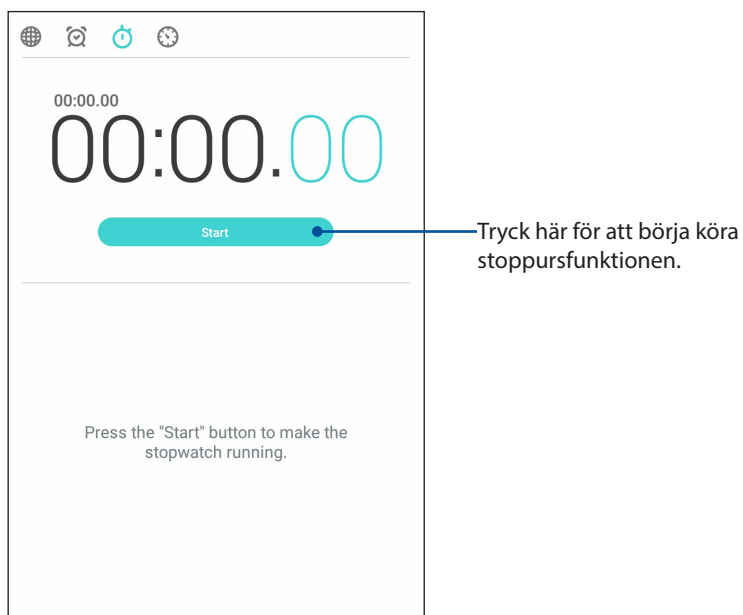 00:00.00
00:00.00
Start
Tryck här för att börja köra
stoppursfunktionen.
Press the "Start" button to make the
stopwatch running.